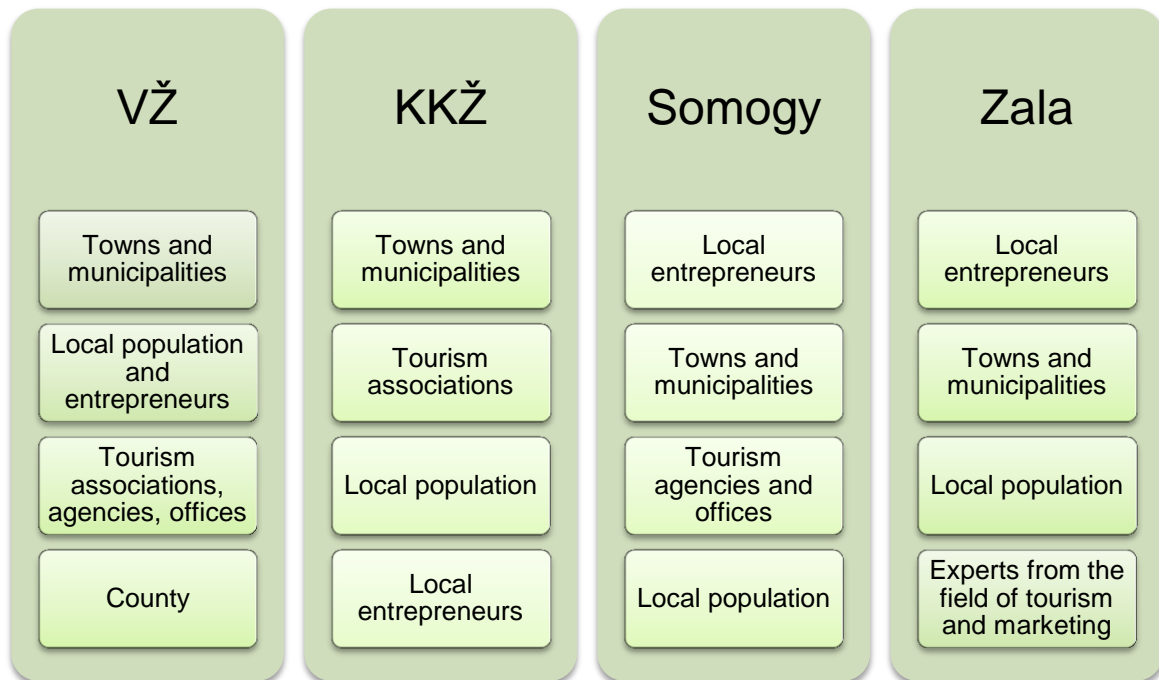 VŽ
Towns and
municipalities
Local population
and
entrepreneurs
Tourism
associations,
agencies, offices
County
KKŽ
Towns and
municipalities
Tourism
associations
Local population
Local
entrepreneurs
Somogy
Local
entrepreneurs
Towns and
municipalities
Tourism
agencies and
offices
Local population
Zala
Local
entrepreneurs
Towns and
municipalities
Local population
Experts from the
field of tourism
and marketing